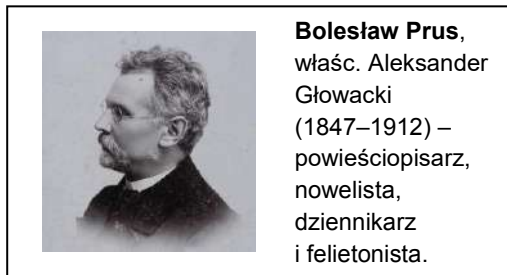 Bolesław Prus,
właśc. Aleksander
Głowacki
(1847–1912) –
powieściopisarz,
nowelista,
dziennikarz
i felietonista.